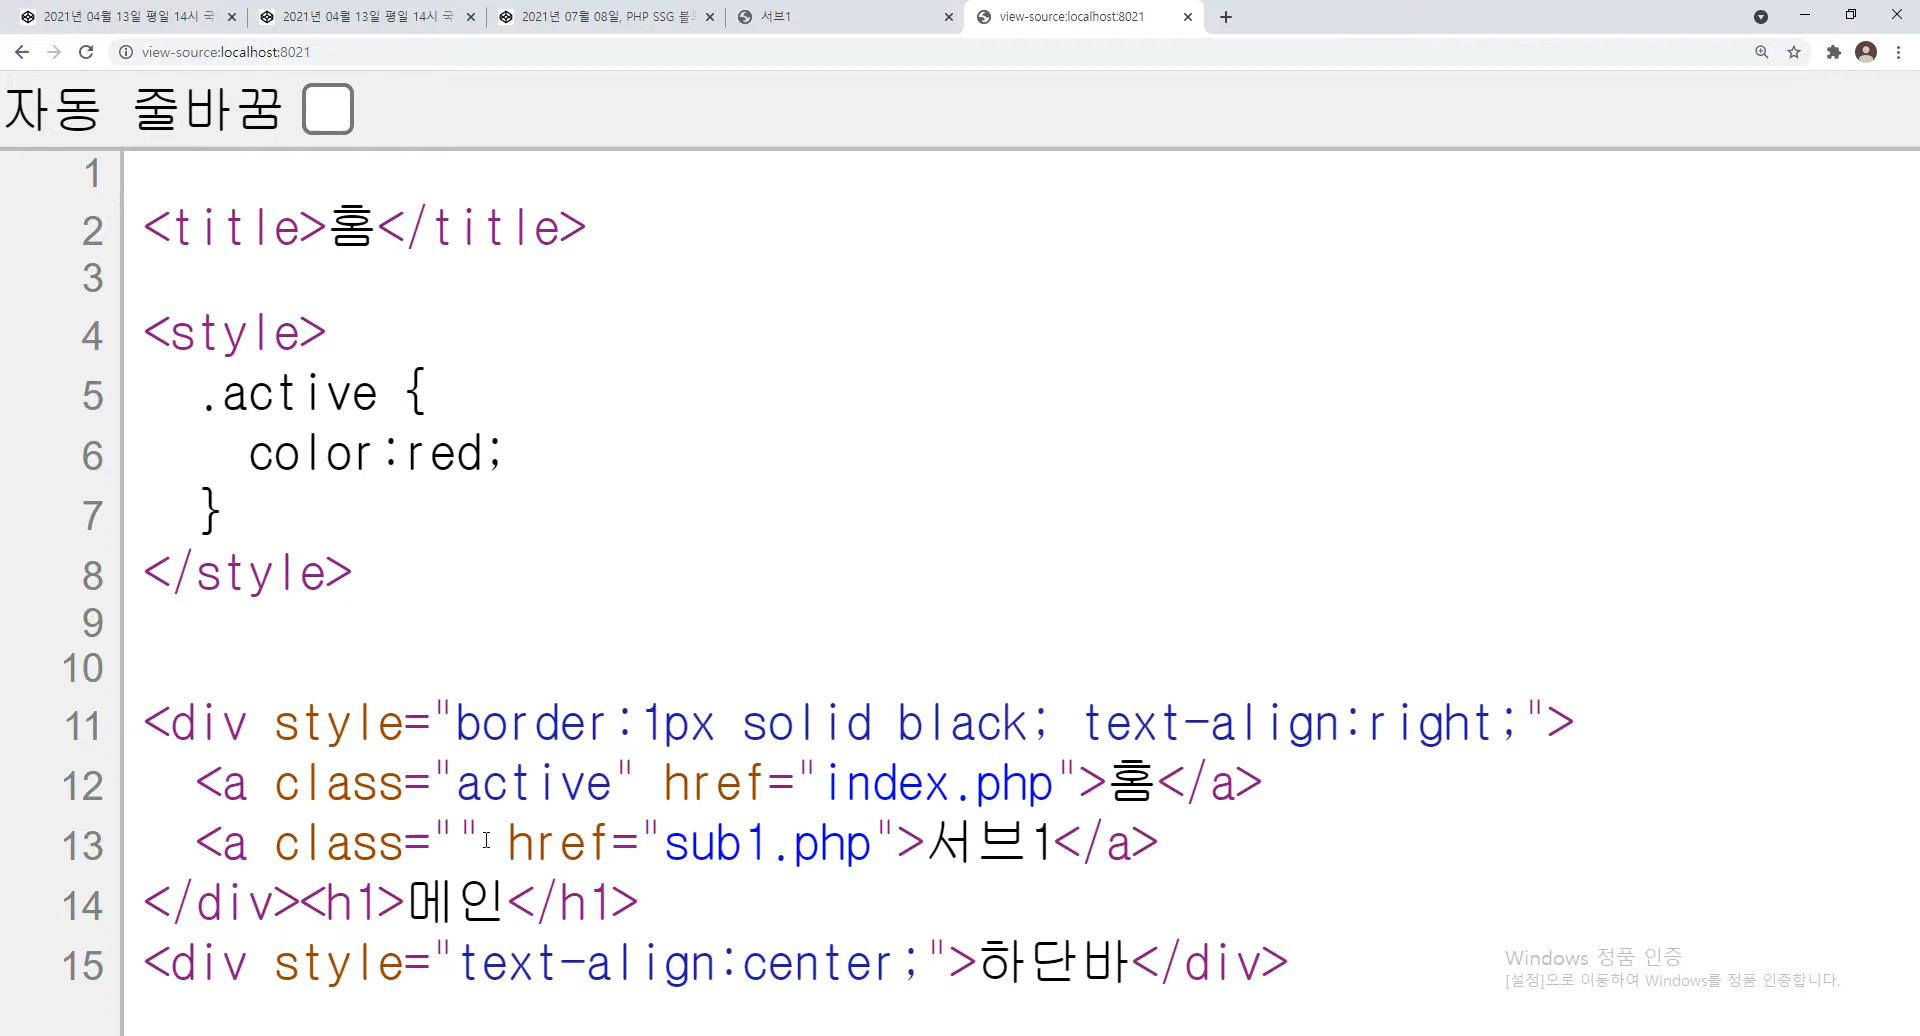 2021년 04월 13일 평일 14시 국
2021년 04월 13일 평일 14시 국
2021년 07월 08일, PHP SSG 블
서브1
view-source:localhost:8021
view-source:localhost:8021
자동 줄바꿈
1
2 <title>홈</title>
3
4 <style>
5 .active {
6 color:red;
7 }
8 </style>
9
10
11 <div style="border:1px solid black; text-align:right;">
12 <a class="active" href="index.php">홈</a>
13 <a class="" href="sub1.php">서브1</a>
14 </div><h1>메인</h1>
15 <div style="text-align:center;">하단바</div>
Windows 정품 인증
[설정]으로 이동하여 Windows를 정품 인증합니다.